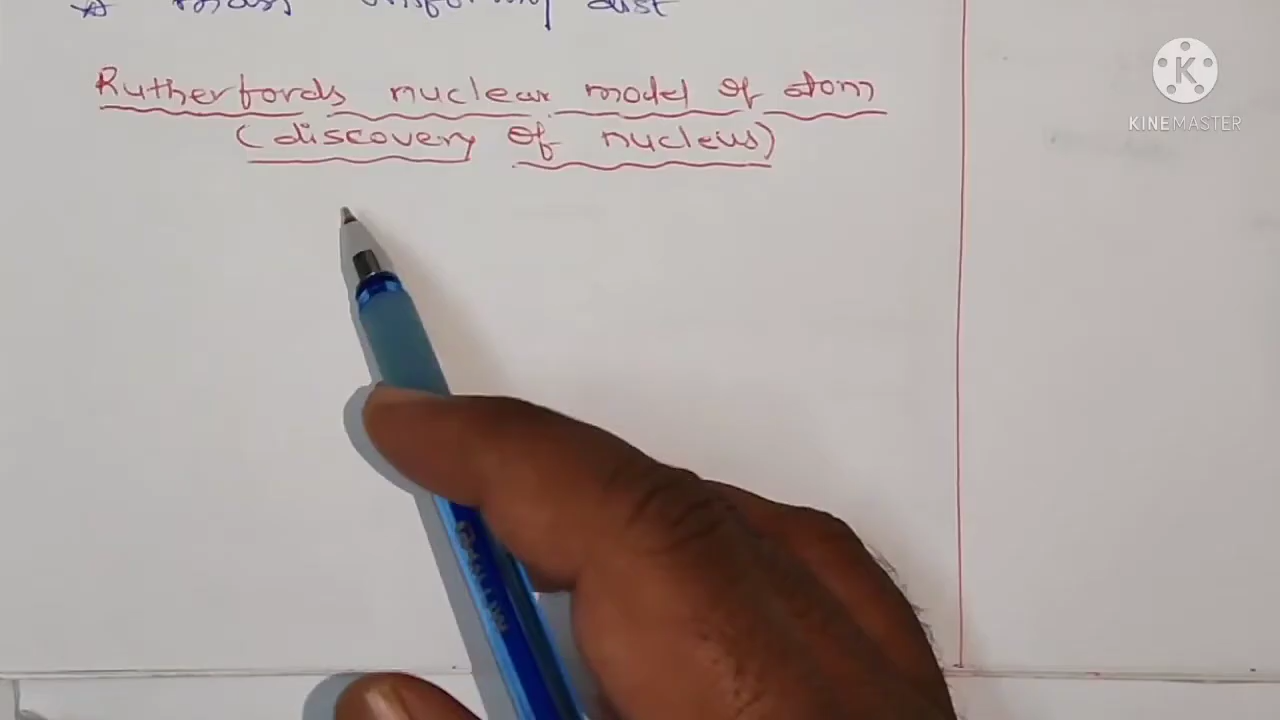 Rutherfords nuclear model of atom
(discovery of nucleus)
KINEMASTER